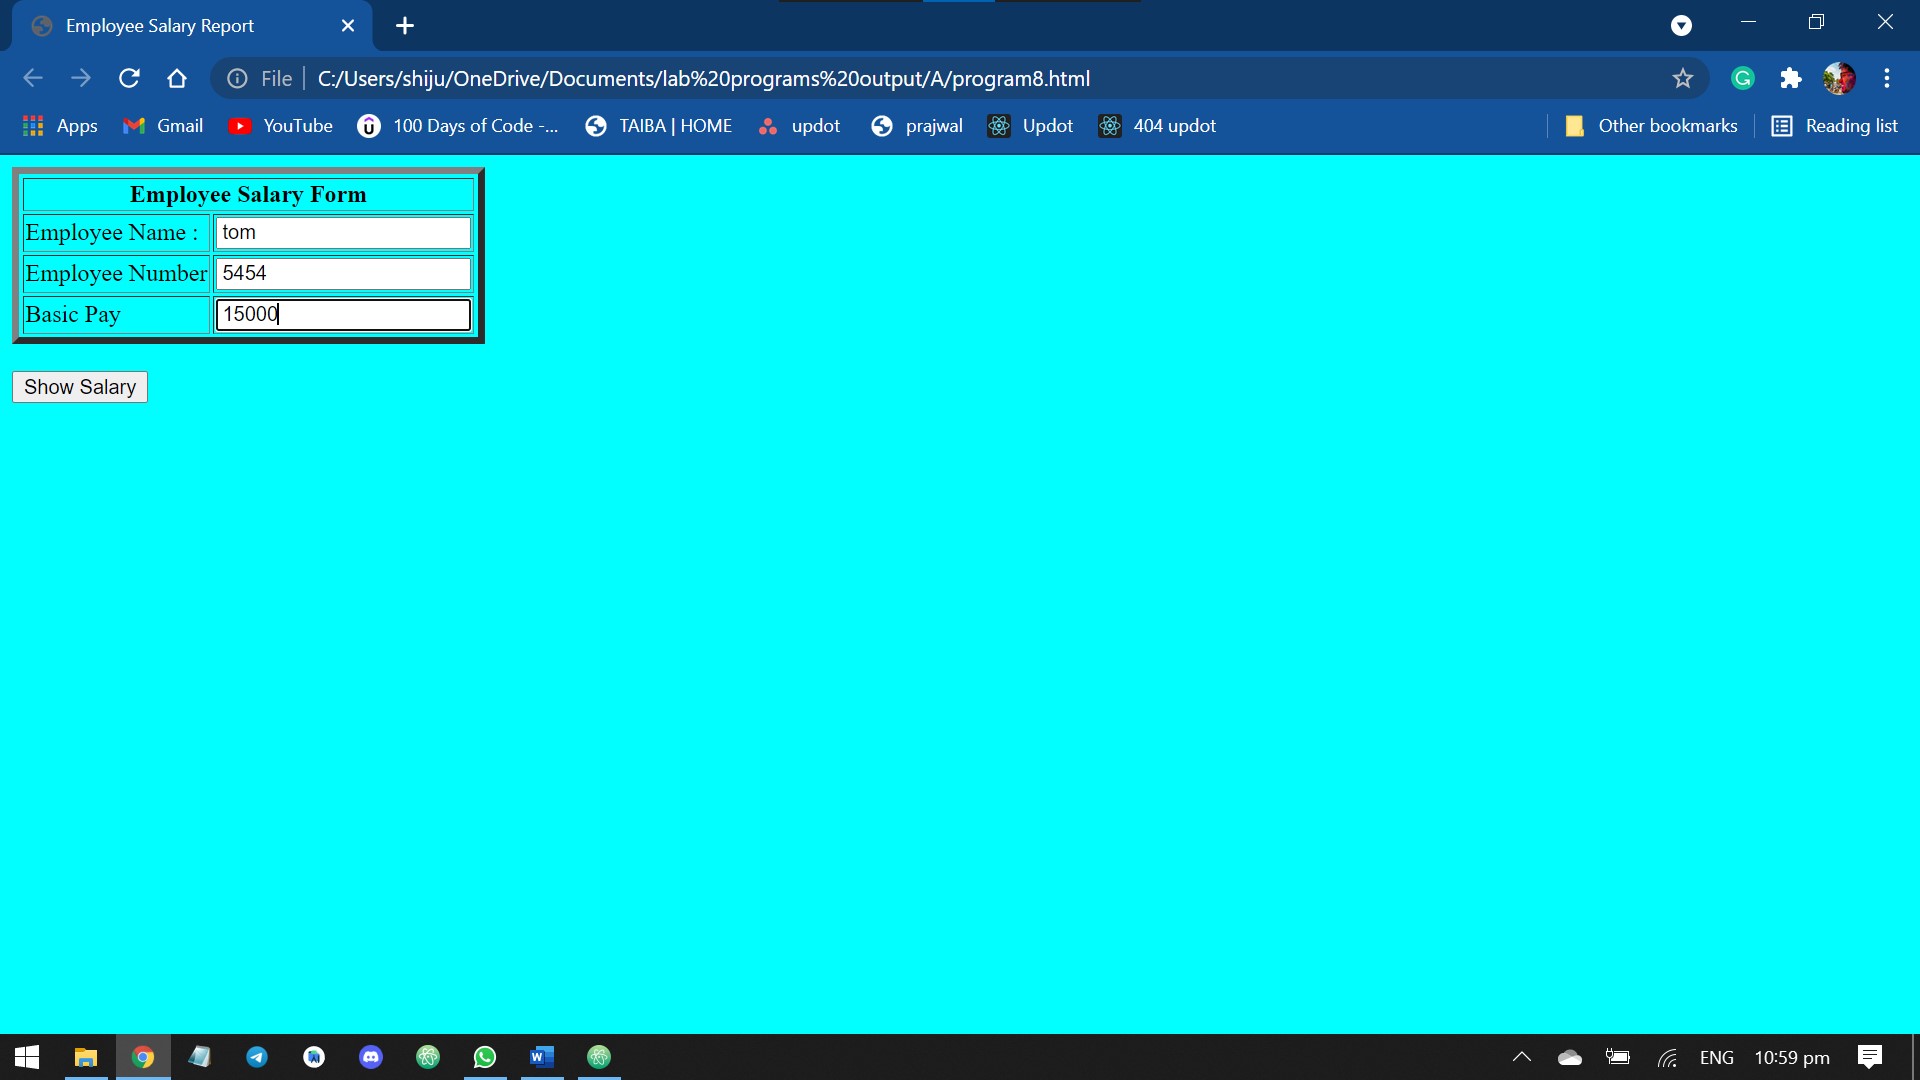 Employee Salary Report
File
C:/Users/shiju/OneDrive/Documents/lab%20programs%20output/A/program8.html
Apps Gmail YouTube 100 Days of Code -... TAIBA | HOME updot prajwal Updot 404 updot Other bookmarks Reading list
Employee Salary Form
Employee Name : tom
Employee Number 5454
Basic Pay 15000
Show Salary
ENG 10:59 pm